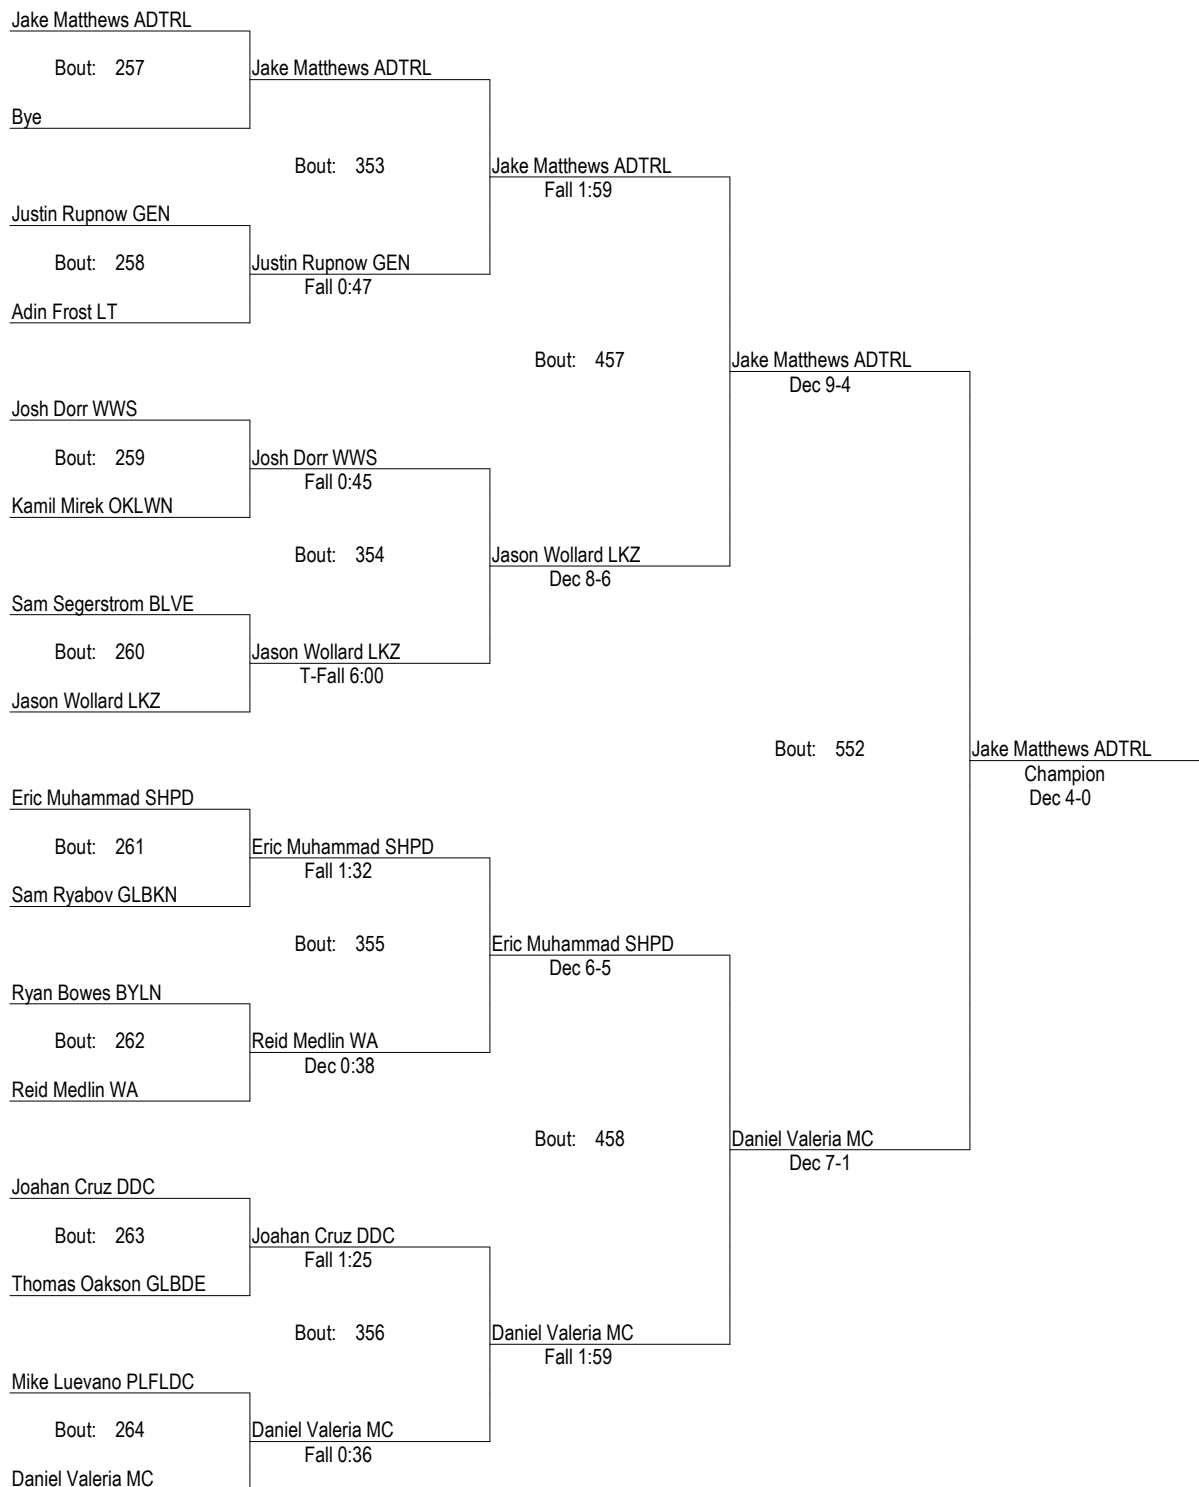 Jake Matthews ADTRL
Bout: 257 Jake Matthews ADTRL
Bye
Bout: 353 Jake Matthews ADTRL
Fall 1:59
Justin Rupnow GEN
Bout: 258 Justin Rupnow GEN
Fall 0:47
Adin Frost LT
Bout: 457 Jake Matthews ADTRL
Dec 9-4
Josh Dorr WWS
Bout: 259 Josh Dorr WWS
Fall 0:45
Kamil Mirek OKLWN
Bout: 354 Jason Wollard LKZ
Dec 8-6
Sam Segerstrom BLVE
Bout: 260 Jason Wollard LKZ
T-Fall 6:00
Jason Wollard LKZ
Bout: 552 Jake Matthews ADTRL
Champion
Dec 4-0
Eric Muhammad SHPD
Bout: 261 Eric Muhammad SHPD
Fall 1:32
Sam Ryabov GLBKN
Bout: 355 Eric Muhammad SHPD
Dec 6-5
Ryan Bowes BYLN
Bout: 262 Reid Medlin WA
Dec 0:38
Reid Medlin WA
Bout: 458 Daniel Valeria MC
Dec 7-1
Joahan Cruz DDC
Bout: 263 Joahan Cruz DDC
Fall 1:25
Thomas Oakson GLBDE
Bout: 356 Daniel Valeria MC
Fall 1:59
Mike Luevano PLFLDC
Bout: 264 Daniel Valeria MC
Fall 0:36
Daniel Valeria MC